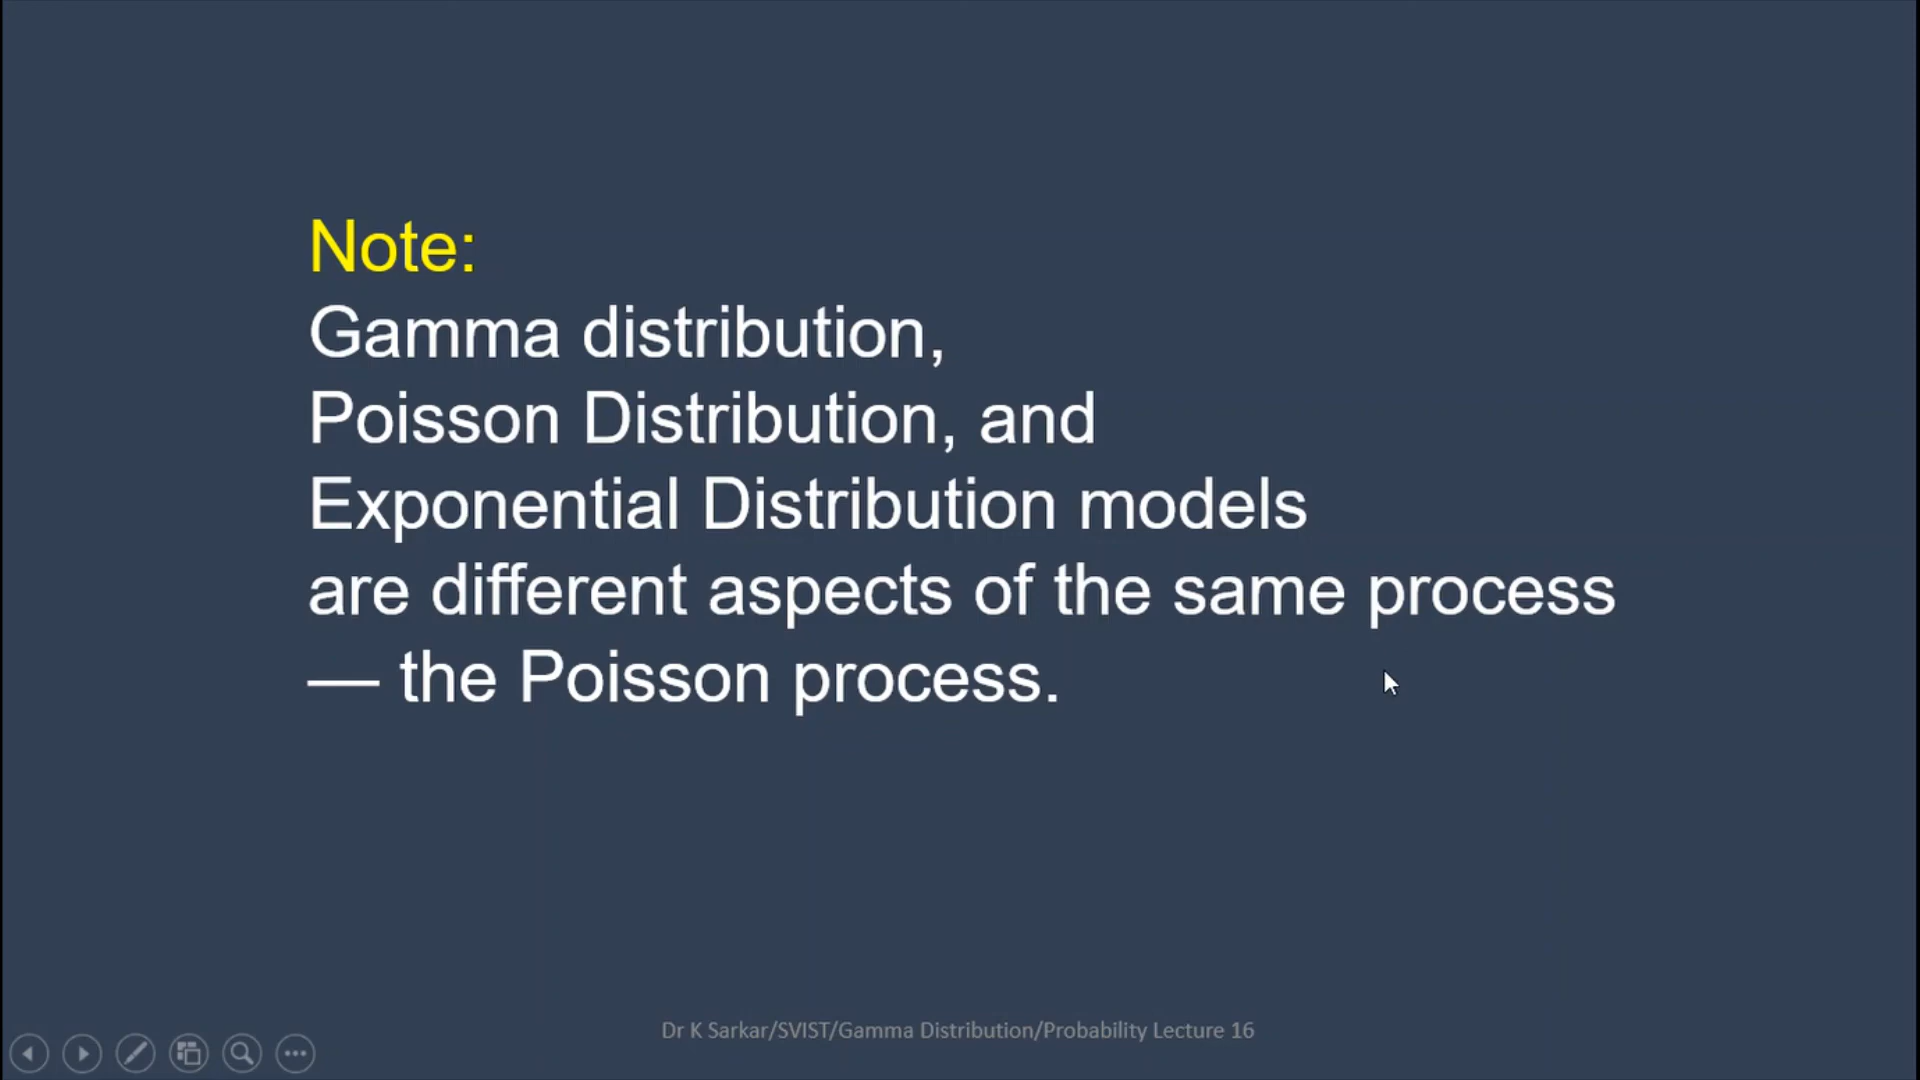 Note:
Gamma distribution,
Poisson Distribution, and
Exponential Distribution models
are different aspects of the same process
— the Poisson process.
Dr K Sarkar/SVIST/Gamma Distribution/Probability Lecture 16